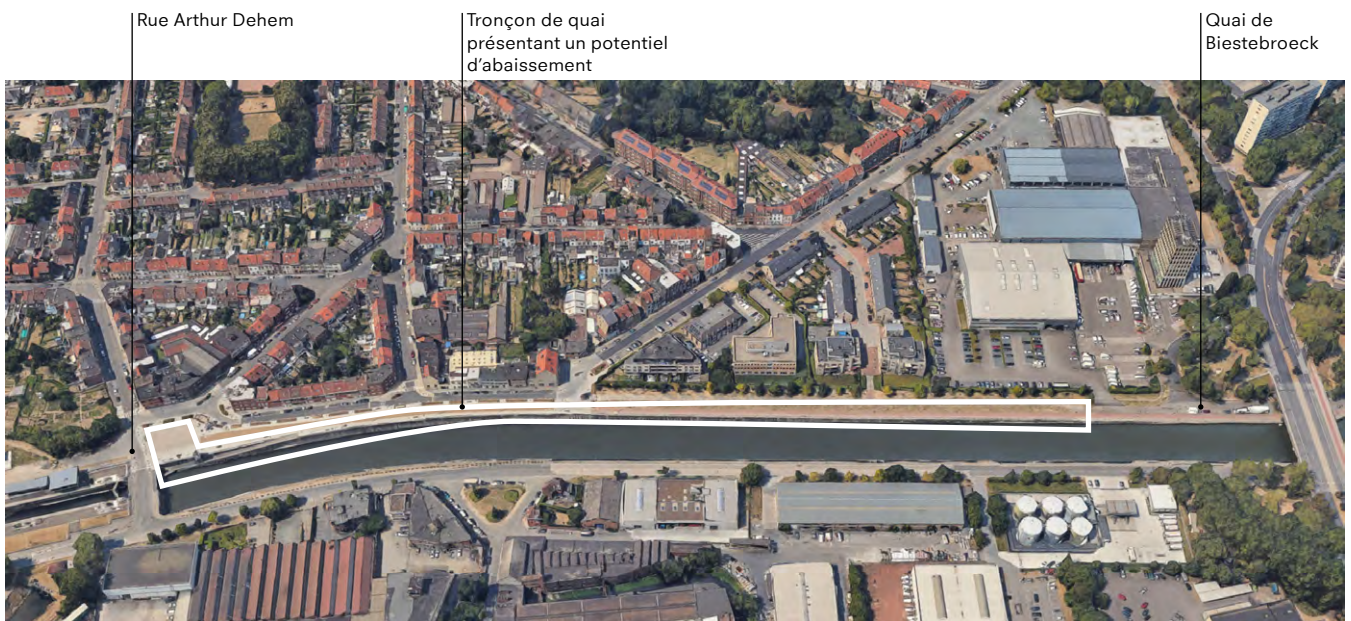 Rue Arthur Dehem
Tronçon de quai
présentant un potentiel
d'abaissement
Quai de
Biestebroeck